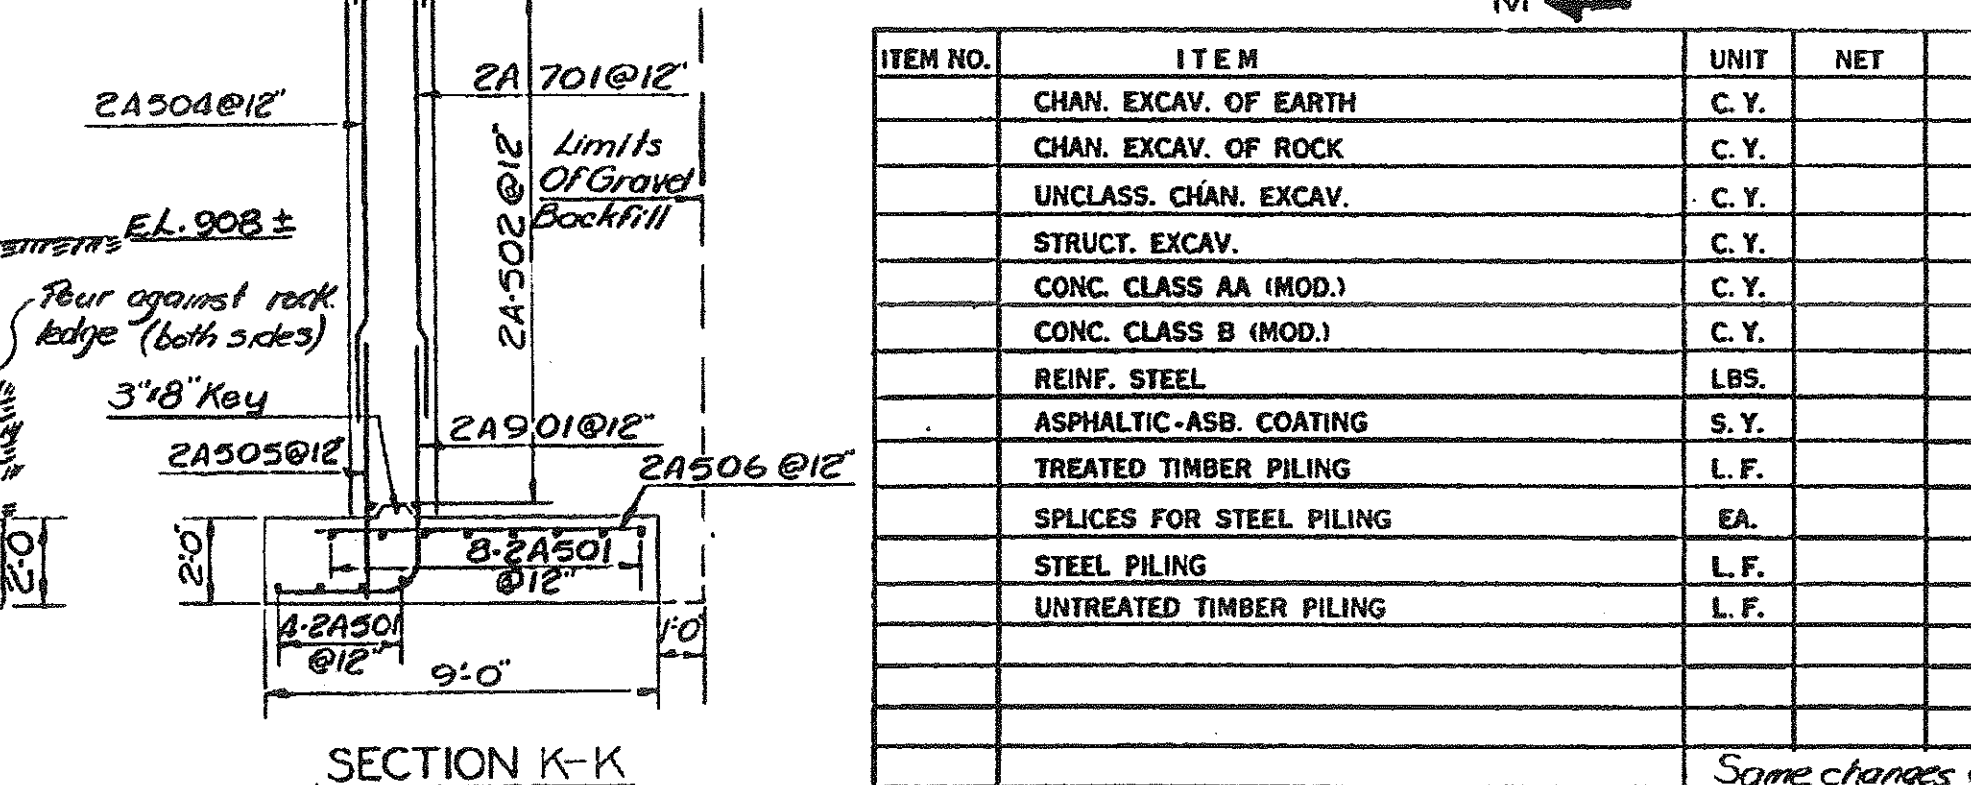 2A504@12"
2A 701@12"
2A-502@12"
Limits
Of Gravel
Backfill
EL. 908 ±
Pour against rock
ledge (both sides)
3"x8" Key
2A901@12"
2A505@12"
2A506 @12"
2'-0"
2'-0"
8-2A501
@12"
4-2A501
@12"
1'-0"
9'-0"
SECTION K-K
M
ITEM NO. ITEM UNIT NET
CHAN. EXCAV. OF EARTH C. Y.
CHAN. EXCAV. OF ROCK C. Y.
UNCLASS. CHAN. EXCAV. C. Y.
STRUCT. EXCAV. C. Y.
CONC. CLASS AA (MOD.) C. Y.
CONC. CLASS B (MOD.) C. Y.
REINF. STEEL LBS.
ASPHALTIC-ASB. COATING S. Y.
TREATED TIMBER PILING L. F.
SPLICES FOR STEEL PILING EA.
STEEL PILING L. F.
UNTREATED TIMBER PILING L. F.
Some changes